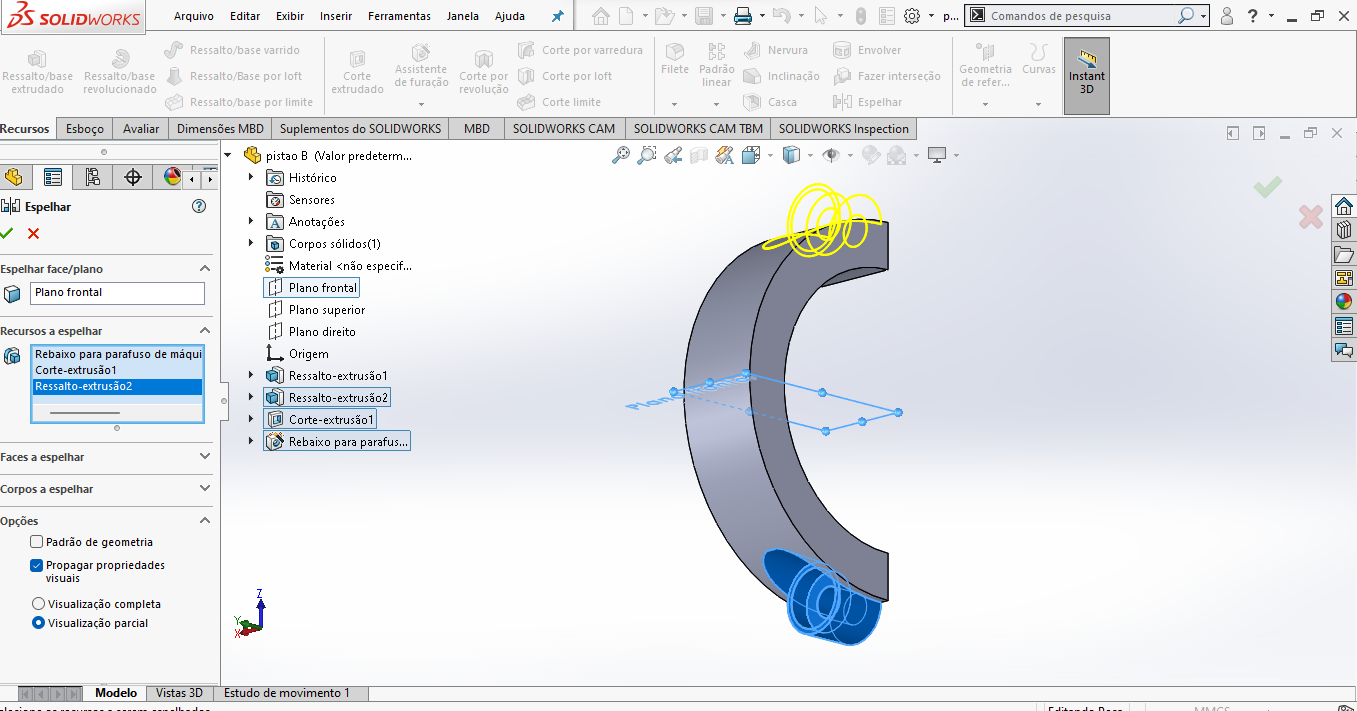 SOLIDWORKS
Arquivo Editar Exibir Inserir Ferramentas Janela Ajuda
p...
Comandos de pesquisa
Ressalto/base
extrudado
Ressalto/base
revolucionado
Ressalto/base varrido
Ressalto/Base por loft
Ressalto/base por limite
Corte
extrudado
Assistente
de furação
Corte por
revolução
Corte por varredura
Corte por loft
Corte limite
Filete
Padrão
linear
Nervura
Inclinação
Casca
Envolver
Fazer interseção
Espelhar
Geometria
de refer...
Curvas
Instant
3D
Recursos Esboço Avaliar Dimensões MBD Suplementos do SOLIDWORKS MBD SOLIDWORKS CAM SOLIDWORKS CAM TBM SOLIDWORKS Inspection
Espelhar
Espelhar face/plano
Plano frontal
Recursos a espelhar
Rebaixo para parafuso de máqui
Corte-extrusão1
Ressalto-extrusão2
Faces a espelhar
Corpos a espelhar
Opções
Padrão de geometria
Propagar propriedades
visuais
Visualização completa
Visualização parcial
pistao B (Valor predeterm...
Histórico
Sensores
Anotações
Corpos sólidos(1)
Material <não especif...
Plano frontal
Plano superior
Plano direito
Origem
Ressalto-extrusão1
Ressalto-extrusão2
Corte-extrusão1
Rebaixo para parafus...
Z
Y
X
Modelo Vistas 3D Estudo de movimento 1